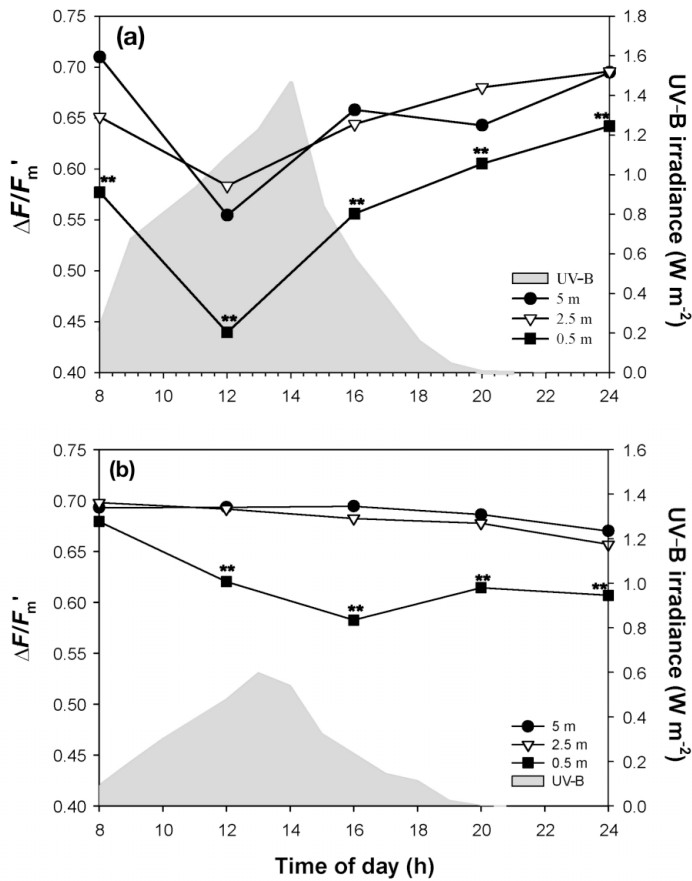 (a)
0.75
0.70
0.65
0.60
0.55
0.50
0.45
0.40
ΔF/Fm'
1.8
1.6
1.4
1.2
1.0
0.8
0.6
0.4
0.2
0.0
UV-B irradiance (W m-2)
**
**
**
**
**
UV-B
5 m
2.5 m
0.5 m
8 10 12 14 16 18 20 22 24
(b)
0.75
0.70
0.65
0.60
0.55
0.50
0.45
0.40
ΔF/Fm'
1.6
1.4
1.2
1.0
0.8
0.6
0.4
0.2
0.0
UV-B irradiance (W m-2)
**
**
**
**
5 m
2.5 m
0.5 m
UV-B
8 10 12 14 16 18 20 22 24
Time of day (h)